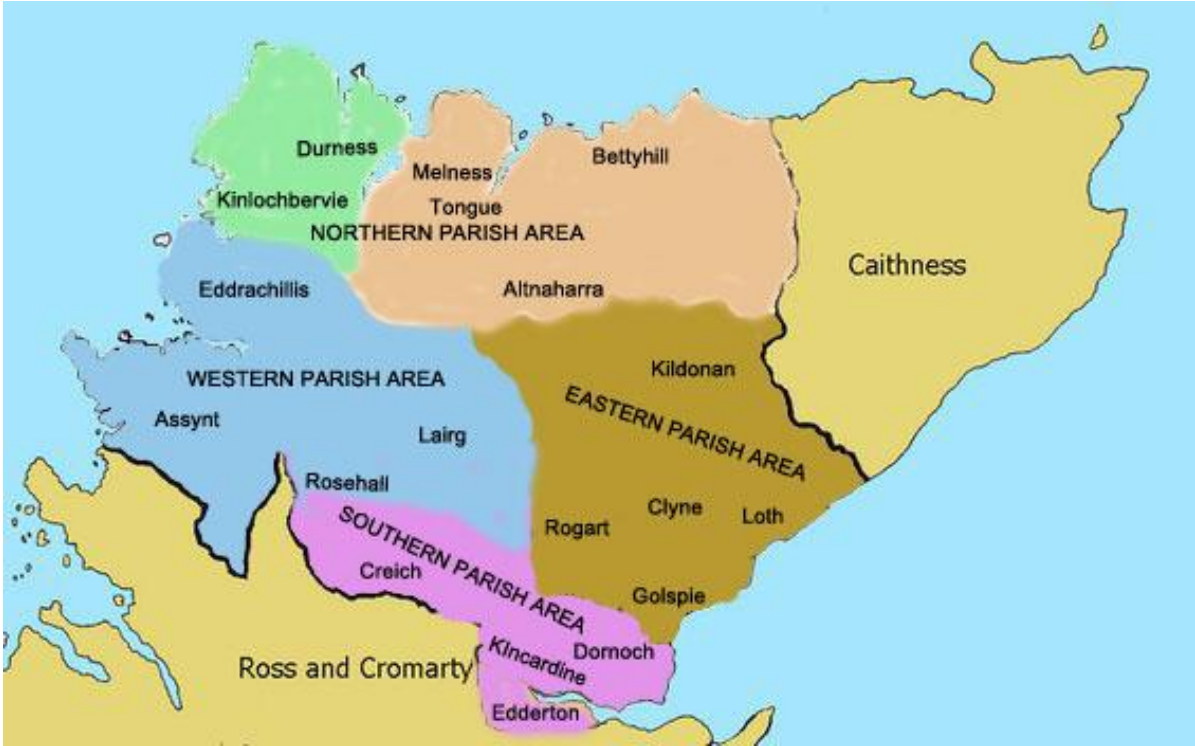 Durness
Bettyhill
Melness
Kinlochbervie
Tongue
NORTHERN PARISH AREA
Caithness
Eddrachillis
Altnaharra
Kildonan
WESTERN PARISH AREA
EASTERN PARISH AREA
Assynt
Lairg
Rosehall
Clyne
Loth
Rogart
SOUTHERN PARISH AREA
Creich
Golspie
Dornoch
KIncardine
Ross and Cromarty
Edderton